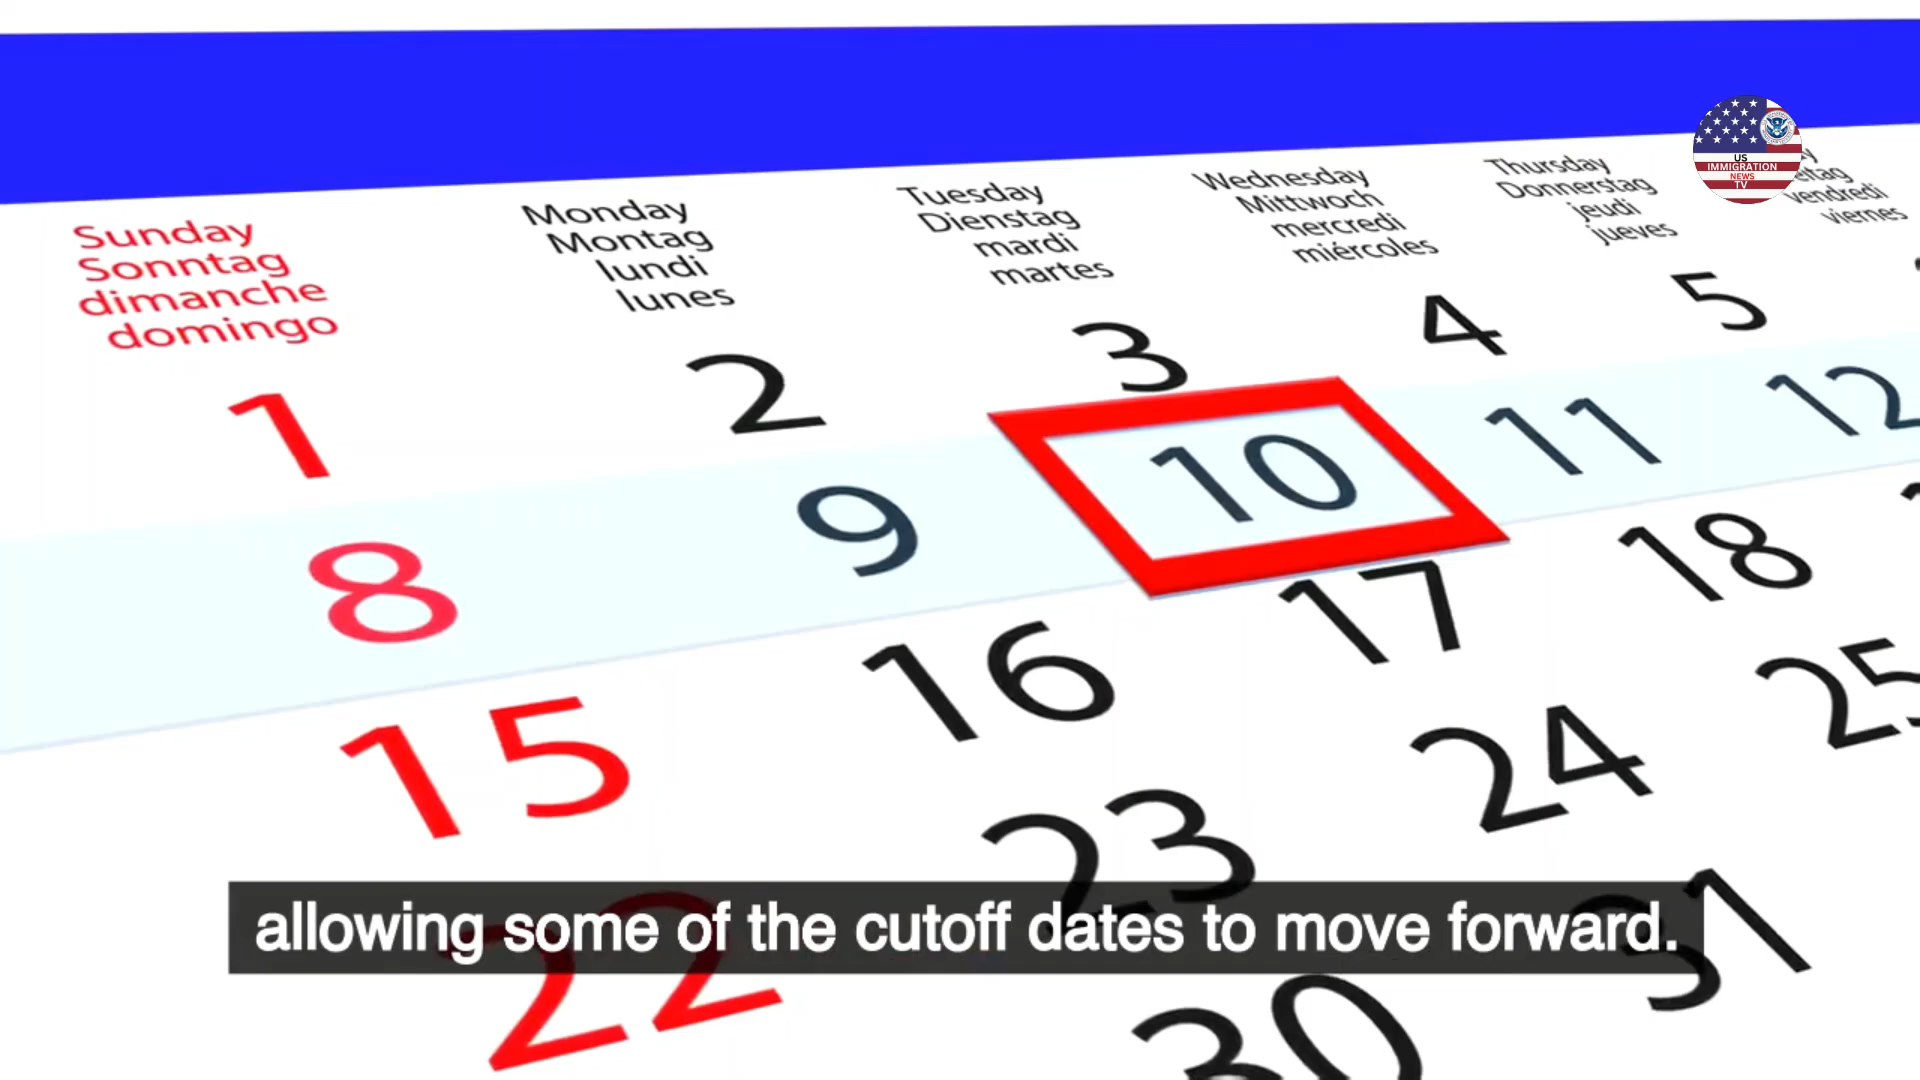 Sunday
Sonntag
dimanche
domingo
Monday
Montag
lundi
lunes
Tuesday
Dienstag
mardi
martes
Wednesday
Mittwoch
mercredi
miércoles
Thursday
Donnerstag
jeudi
jueves
vendredi
viernes
US
IMMIGRATION
NEWS
TV
1 2 3 4 5
8 9 10 11 12
15 16 17 18
22 23 24 25
30 31
allowing some of the cutoff dates to move forward.